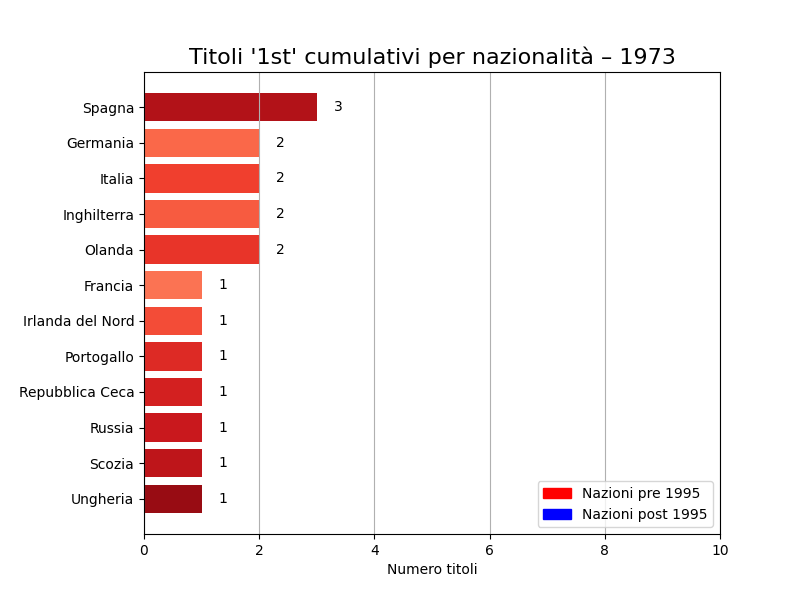 Titoli '1st' cumulativi per nazionalità – 1973
Spagna 3
Germania 2
Italia 2
Inghilterra 2
Olanda 2
Francia 1
Irlanda del Nord 1
Portogallo 1
Repubblica Ceca 1
Russia 1
Scozia 1
Ungheria 1
Nazioni pre 1995
Nazioni post 1995
0 2 4 6 8 10
Numero titoli